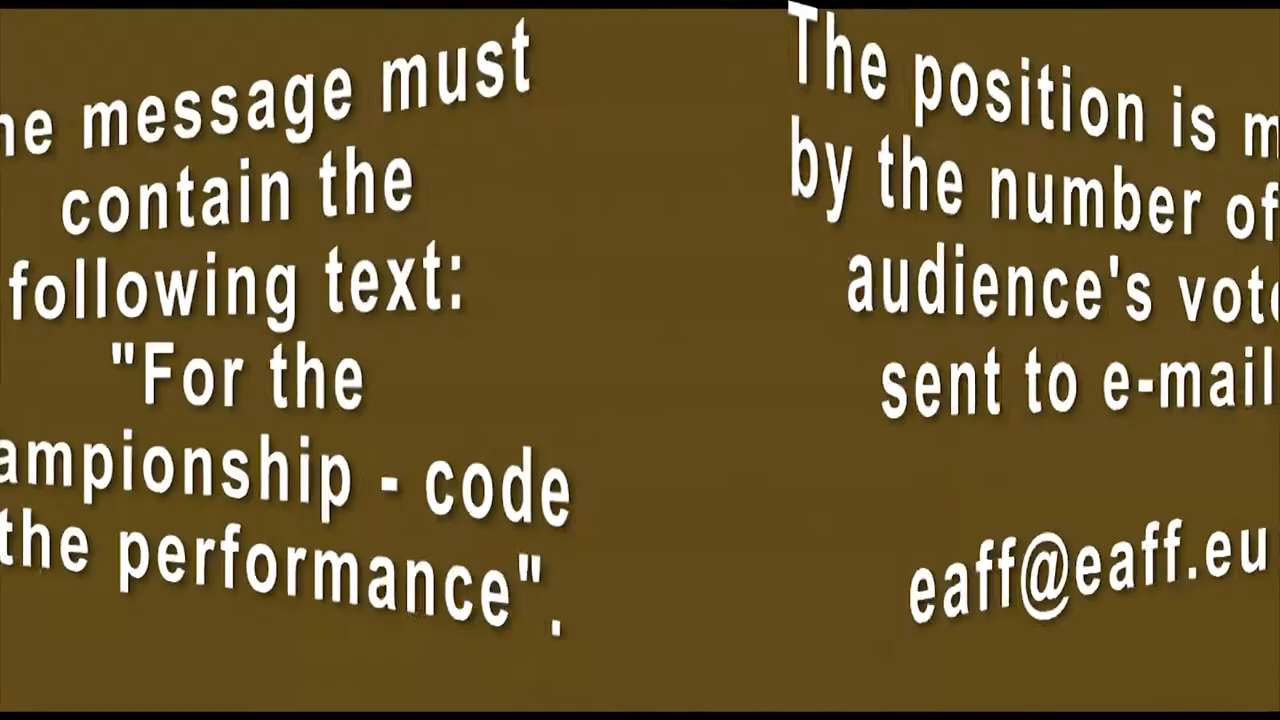 he message must
contain the
following text:
"For the
ampionship - code
the performance".
The position is m
by the number of
audience's vote
sent to e-mail
eaff@eaff.eu